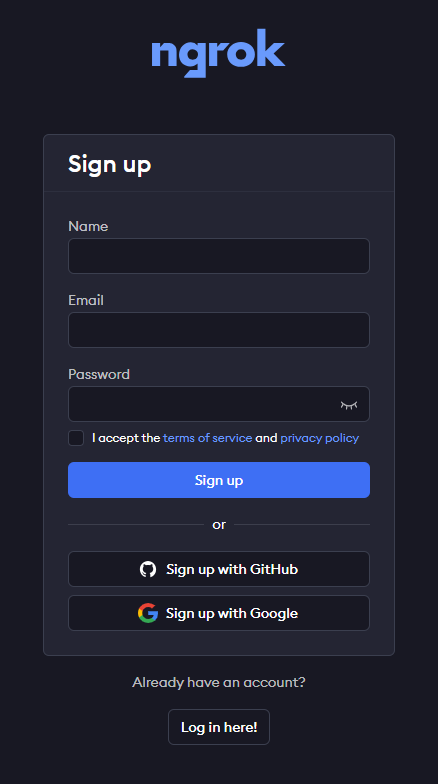 ngrok
Sign up
Name
Email
Password
I accept the terms of service and privacy policy
Sign up
or
Sign up with GitHub
Sign up with Google
Already have an account?
Log in here!